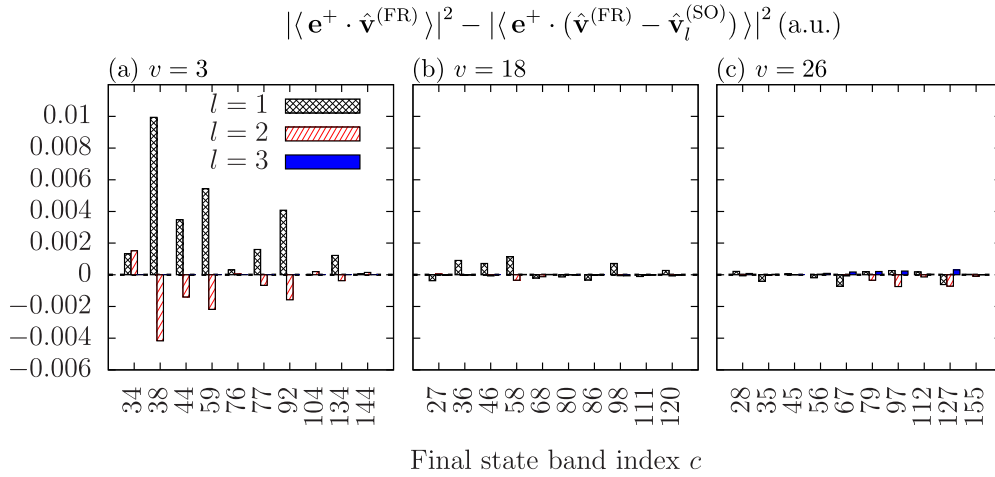 |⟨ e⁺ · v̂⁽ᶠᴿ⁾ ⟩|² − |⟨ e⁺ · (v̂⁽ᶠᴿ⁾ − v̂ₗ⁽ˢᴼ⁾) ⟩|² (a.u.)
(a) v = 3 (b) v = 18 (c) v = 26
l = 1
l = 2
l = 3
0.01
0.008
0.006
0.004
0.002
0
−0.002
−0.004
−0.006
34 38 44 59 76 77 92 104 134 144
27 36 46 58 68 80 86 98 111 120
28 35 45 56 67 79 97 112 127 155
Final state band index c